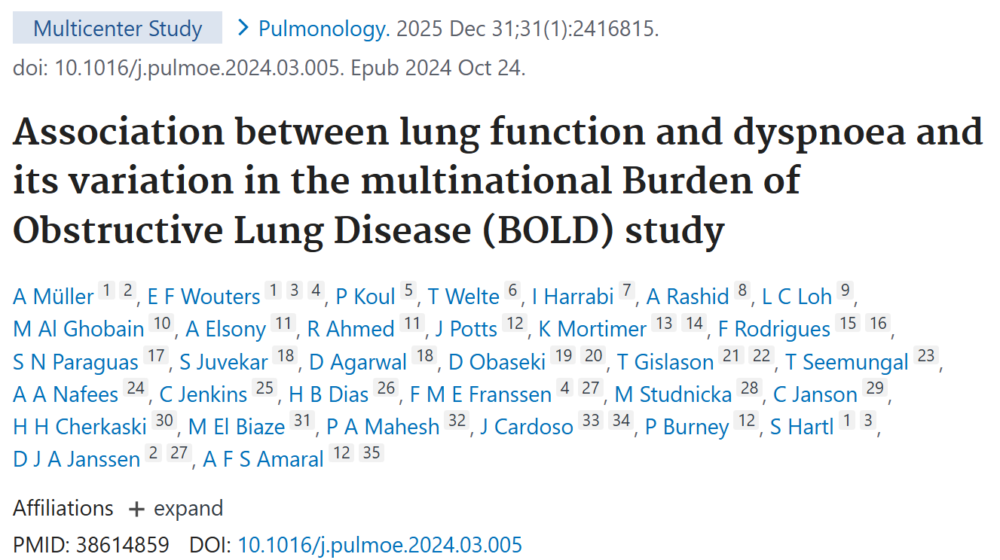 Multicenter Study > Pulmonology. 2025 Dec 31;31(1):2416815.
doi: 10.1016/j.pulmoe.2024.03.005. Epub 2024 Oct 24.
Association between lung function and dyspnoea and
its variation in the multinational Burden of
Obstructive Lung Disease (BOLD) study
A Müller 1 2, E F Wouters 1 3 4, P Koul 5, T Welte 6, I Harrabi 7, A Rashid 8, L C Loh 9,
M Al Ghobain 10, A Elsony 11, R Ahmed 11, J Potts 12, K Mortimer 13 14, F Rodrigues 15 16,
S N Paraguas 17, S Juvekar 18, D Agarwal 18, D Obaseki 19 20, T Gislason 21 22, T Seemungal 23,
A A Nafees 24, C Jenkins 25, H B Dias 26, F M E Franssen 4 27, M Studnicka 28, C Janson 29,
H H Cherkaski 30, M El Biaze 31, P A Mahesh 32, J Cardoso 33 34, P Burney 12, S Hartl 1 3,
D J A Janssen 2 27, A F S Amaral 12 35
Affiliations + expand
PMID: 38614859 DOI: 10.1016/j.pulmoe.2024.03.005